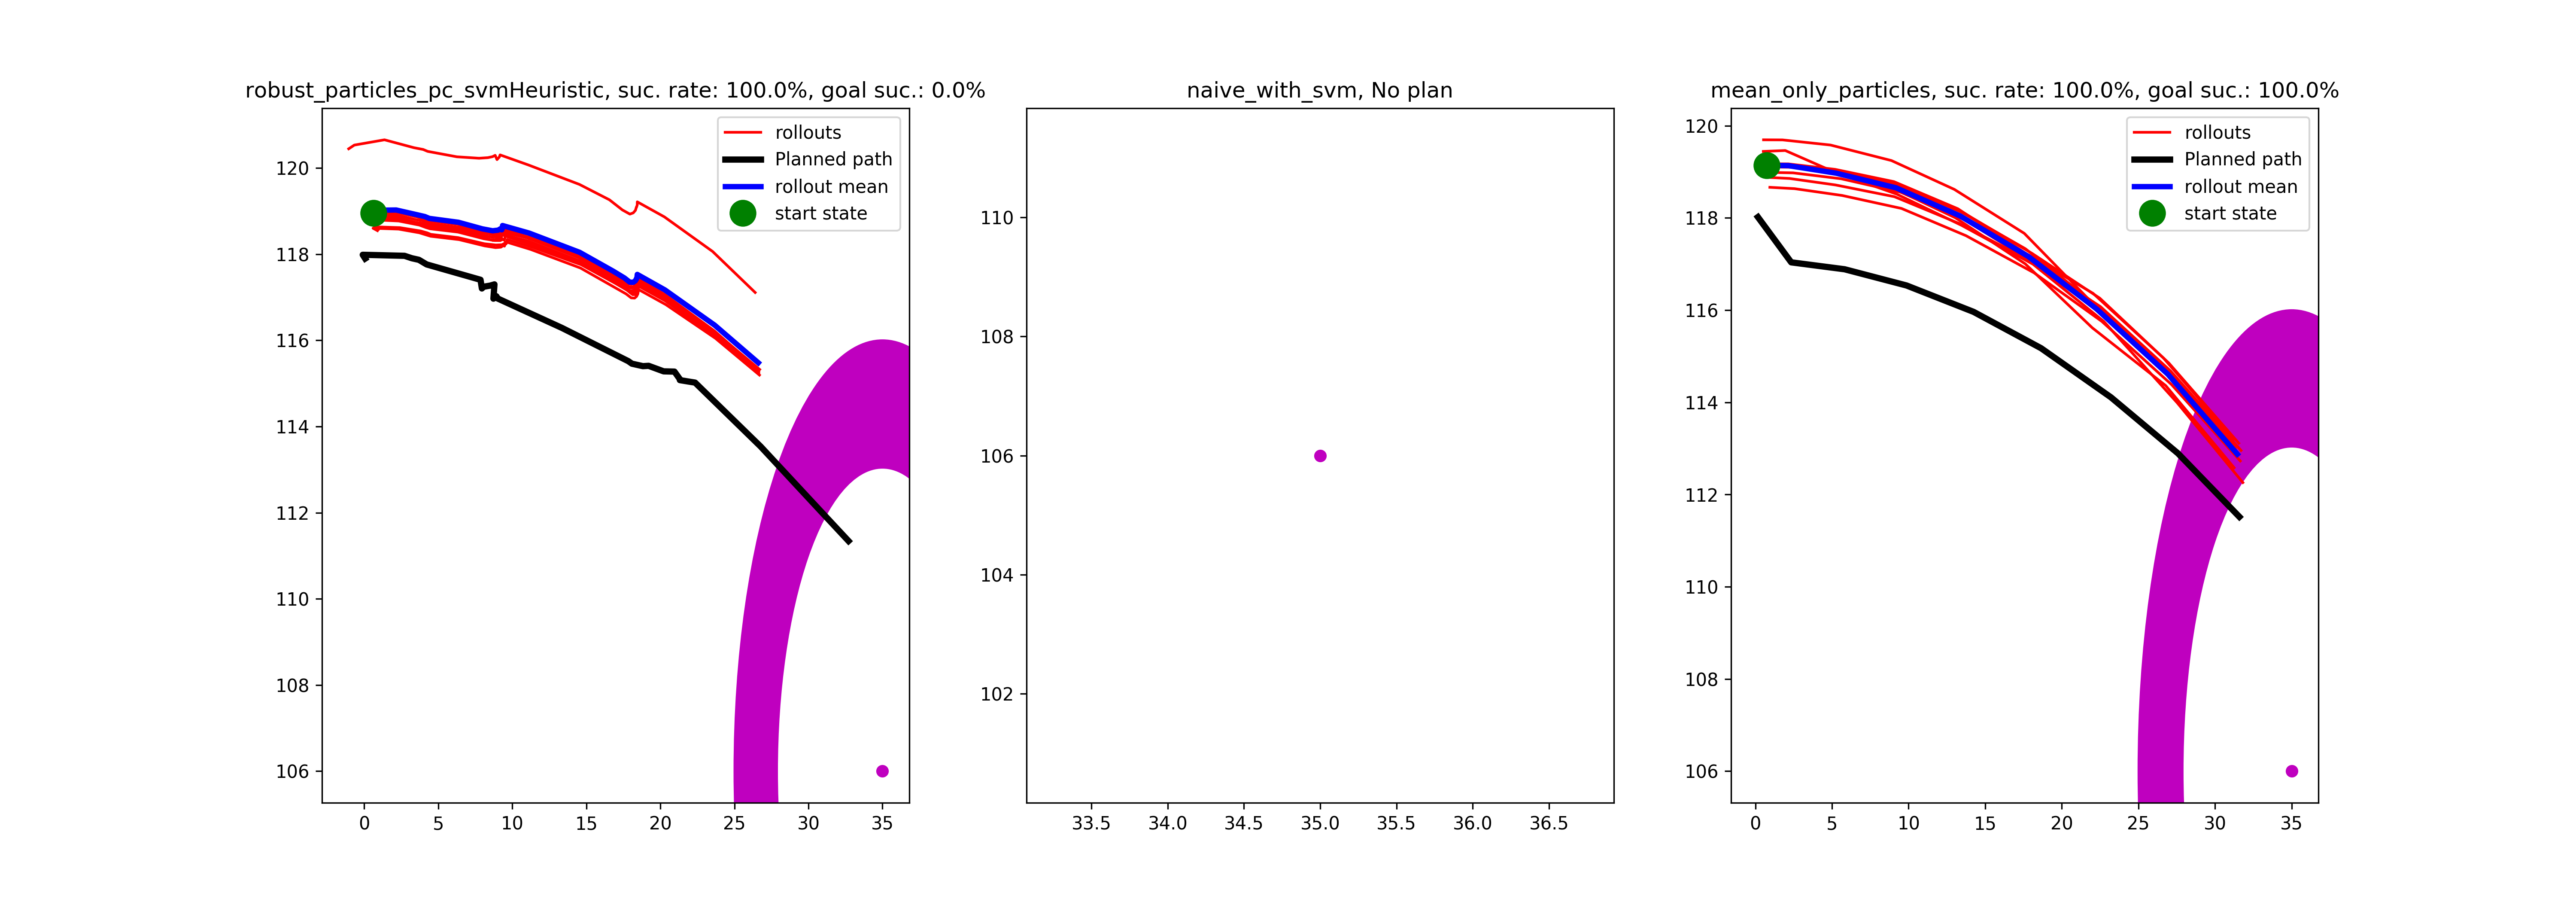 robust_particles_pc_svmHeuristic, suc. rate: 100.0%, goal suc.: 0.0%
rollouts
Planned path
rollout mean
start state
120
118
116
114
112
110
108
106
0 5 10 15 20 25 30 35
naive_with_svm, No plan
110
108
106
104
102
33.5 34.0 34.5 35.0 35.5 36.0 36.5
mean_only_particles, suc. rate: 100.0%, goal suc.: 100.0%
rollouts
Planned path
rollout mean
start state
120
118
116
114
112
110
108
106
0 5 10 15 20 25 30 35